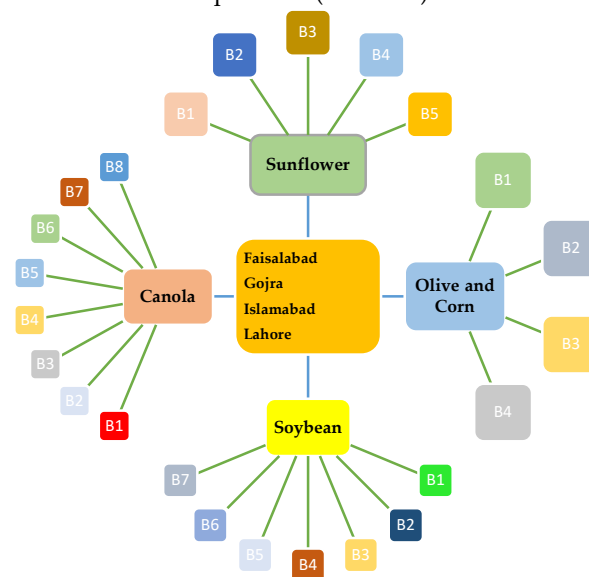 B3
B2
B4
B1
B5
Sunflower
B8
B7
B6
B5
B4
B3
B2
B1
Canola
Faisalabad
Gojra
Islamabad
Lahore
Olive and
Corn
B1
B2
B3
B4
Soybean
B7
B6
B5
B4
B3
B2
B1